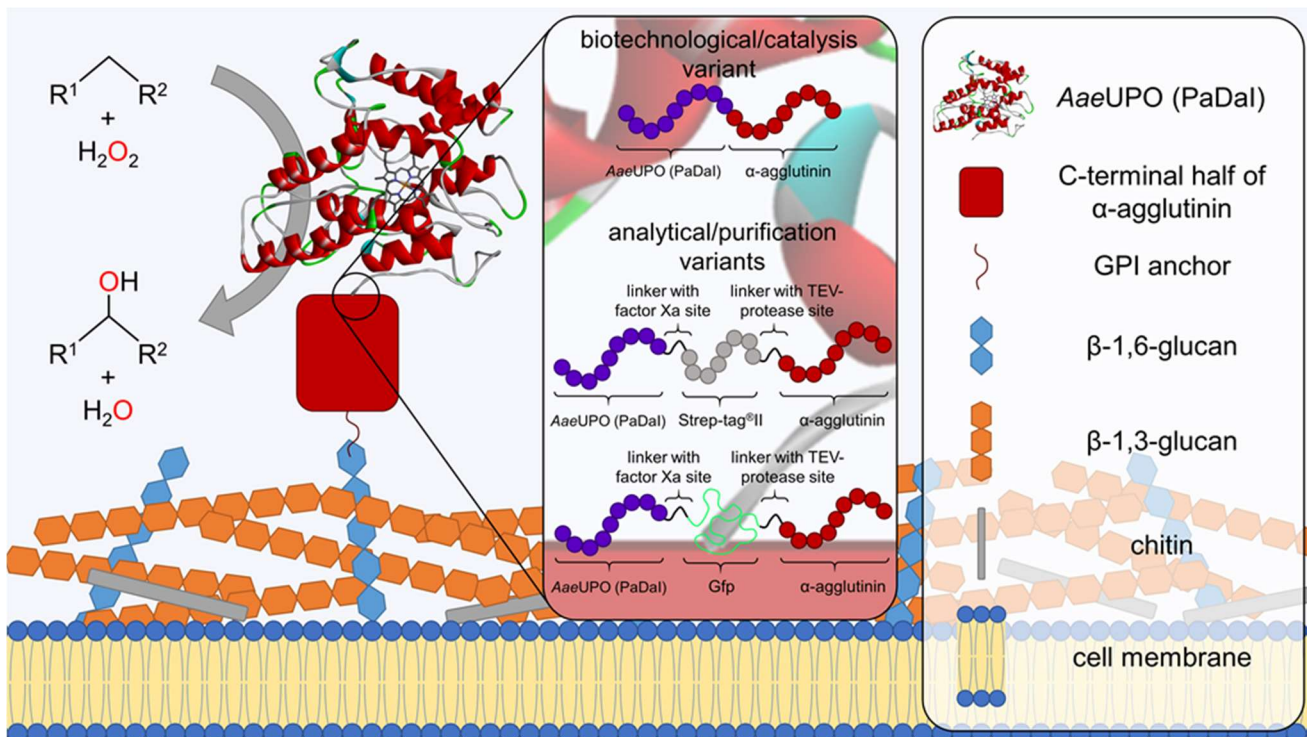 R¹ R²
+
H₂O₂
OH
R¹ R²
+
H₂O
biotechnological/catalysis
variant
AaeUPO (PaDaI) α-agglutinin
analytical/purification
variants
linker with linker with TEV-
factor Xa site protease site
AaeUPO (PaDaI) Strep-tag®II α-agglutinin
linker with linker with TEV-
factor Xa site protease site
AaeUPO (PaDaI) Gfp α-agglutinin
AaeUPO (PaDaI)
C-terminal half of
α-agglutinin
GPI anchor
β-1,6-glucan
β-1,3-glucan
chitin
cell membrane